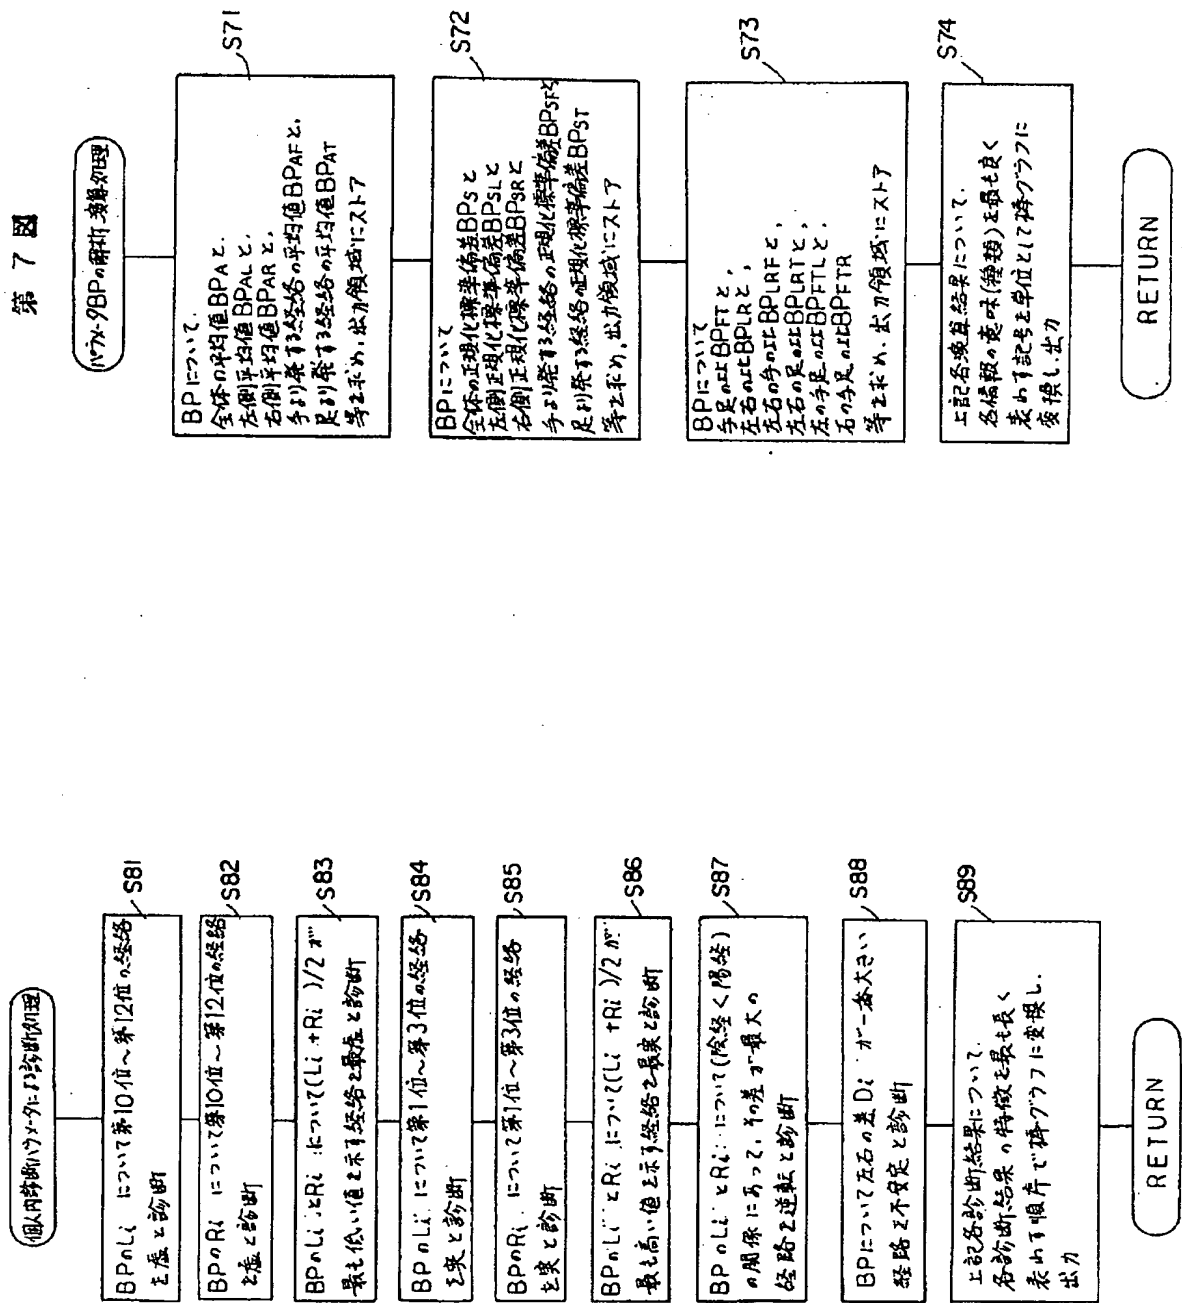 第 7 図
パラメータBPの解析演算処理
S71
BPについて、
全体の平均値BPAと、
左側平均値BPALと、
右側平均値BPARと、
手より発する経絡の平均値BPAFと、
足より発する経絡の平均値BPAT
等を求め、出力領域にストア
S72
BPについて
全体の正規化標準偏差BPSと
左側正規化標準偏差BPSLと
右側正規化標準偏差BPSRと
手より発する経絡の正規化標準偏差BPSFと
足より発する経絡の正規化標準偏差BPST
等を求め、出力領域にストア
S73
BPについて
手足の比BPFTと、
左右の比BPLRと、
左右の手の比BPLRFと、
左右の足の比BPLRTと、
左の手足の比BPFTLと、
右の手足の比BPFTR
等を求め、出力領域にストア
S74
上記各演算結果について、
各情報の意味(種類)を最も良く
表わす記号を単位として棒グラフに
変換し、出力
RETURN
個人内診断パラメータによる診断処理
S81
BPのLi について第10位~第12位の経絡
を虚と診断
S82
BPのRi について第10位~第12位の経絡
を虚と診断
S83
BPのLiとRi について(Li+Ri)/2が
最も低い値を示す経絡を最虚と診断
S84
BPのLi について第1位~第3位の経絡
を実と診断
S85
BPのRi について第1位~第3位の経絡
を実と診断
S86
BPのLiとRi について(Li+Ri)/2が
最も高い値を示す経絡を最実と診断
S87
BPのLiとRi について(陰経<陽経)
の関係にあって、その差が最大の
経路を逆転と診断
S88
BPについて左右の差Di が一番大きい
経路を不安定と診断
S89
上記各診断結果について、
各診断結果の特徴を最も良く
表わす順序で棒グラフに変換し、
出力
RETURN